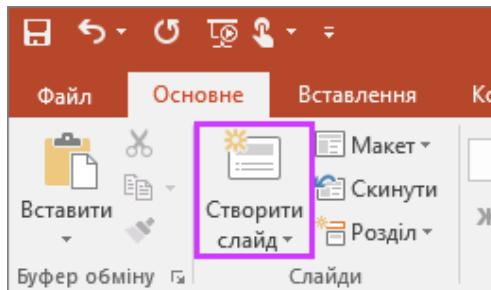 Файл Основне Вставлення
Вставити
Створити
слайд
Макет
Скинути
Розділ
Буфер обміну
Слайди